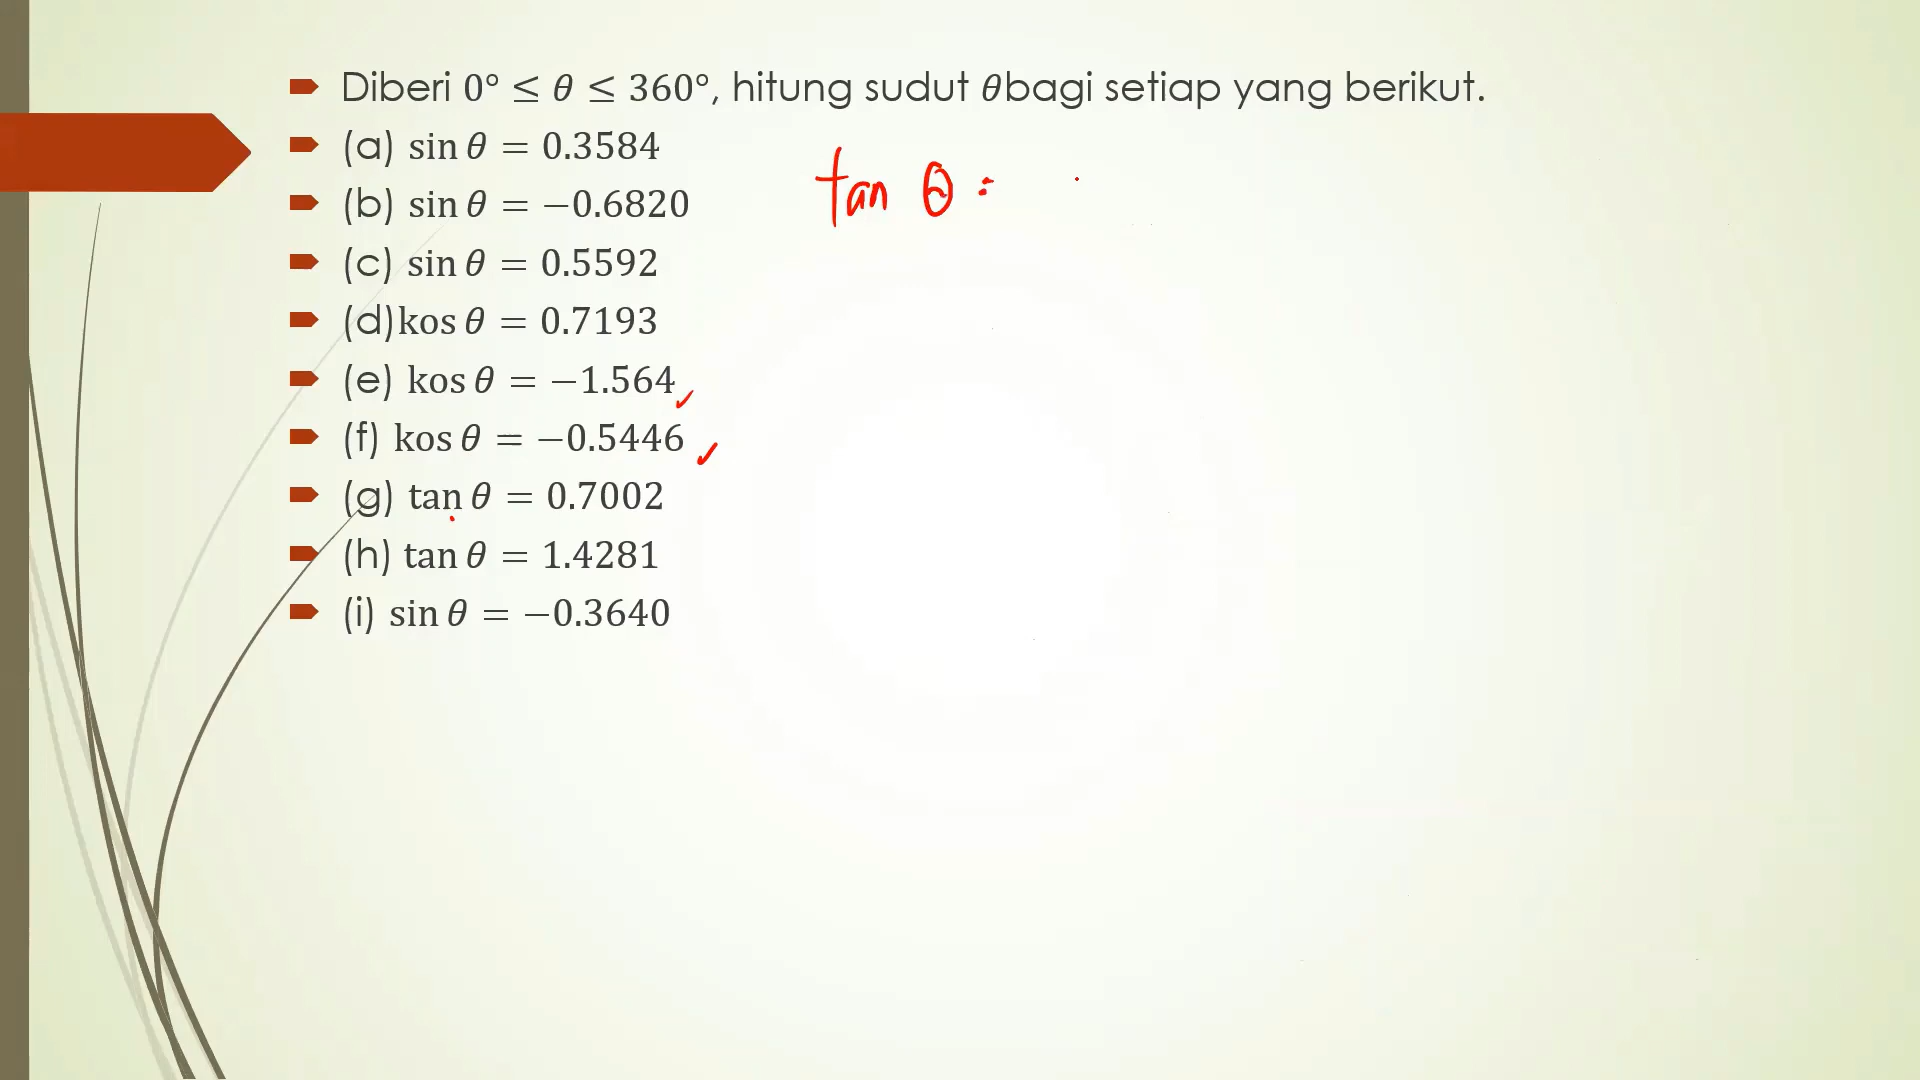 Diberi 0° ≤ θ ≤ 360°, hitung sudut θbagi setiap yang berikut.
(a) sin θ = 0.3584
tan θ =
(b) sin θ = −0.6820
(c) sin θ = 0.5592
(d)kos θ = 0.7193
(e) kos θ = −1.564 ✓
(f) kos θ = −0.5446 ✓
(g) tan θ = 0.7002
(h) tan θ = 1.4281
(i) sin θ = −0.3640